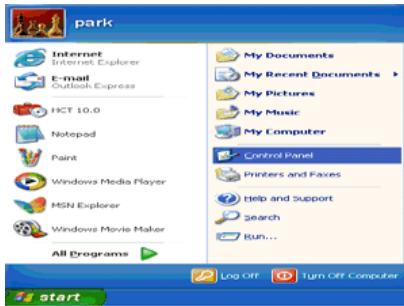 park
Internet
Internet Explorer
E-mail
Outlook Express
HCT 10.0
Notepad
Paint
Windows Media Player
MSN Explorer
Windows Movie Maker
All Programs
My Documents
My Recent Documents
My Pictures
My Music
My Computer
Control Panel
Printers and Faxes
Help and Support
Search
Run...
Log Off
Turn Off Computer
start